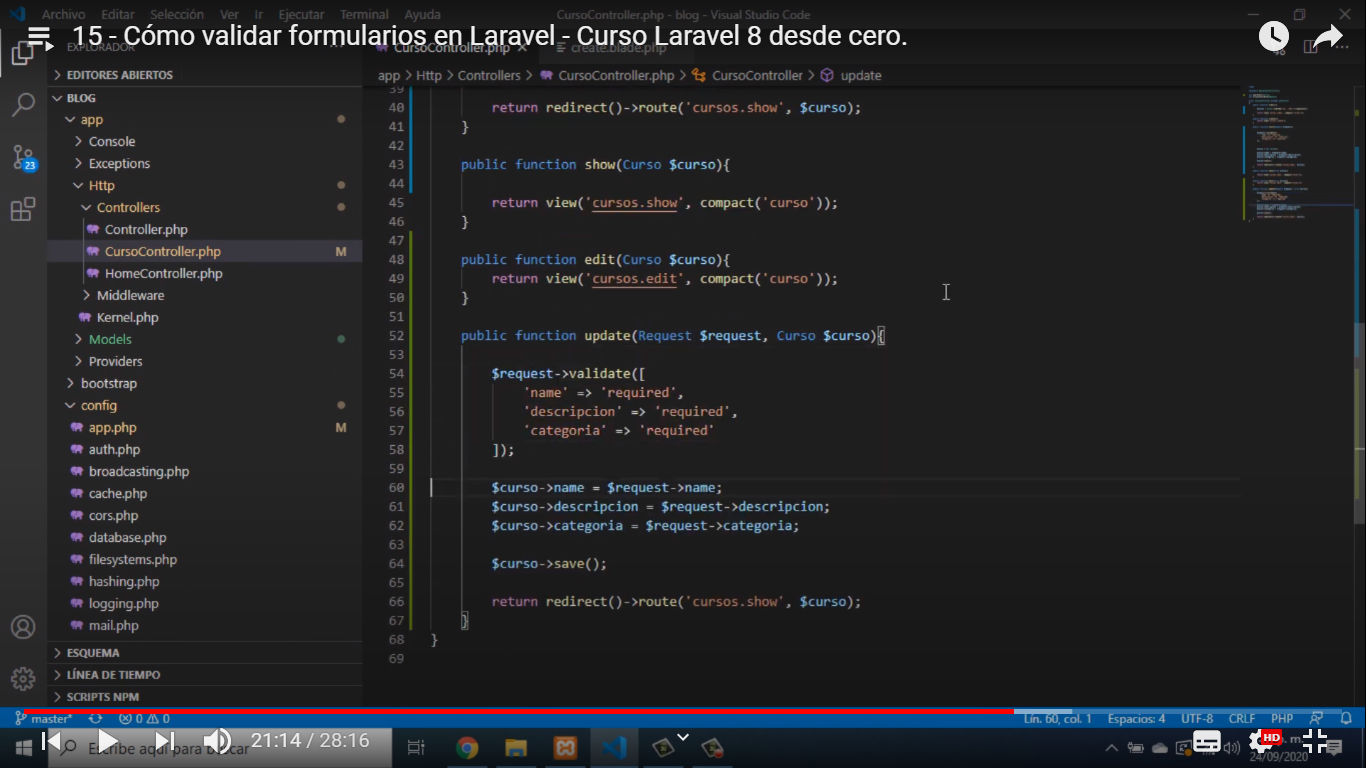 Archivo Editar Selección Ver Ir Ejecutar Terminal Ayuda
CursoController.php - blog - Visual Studio Code
15 - Cómo validar formularios en Laravel - Curso Laravel 8 desde cero.
EXPLORADOR
CursoController.php
create.blade.php
EDITORES ABIERTOS
app > Http > Controllers > CursoController.php > CursoController > update
BLOG
app
Console
Exceptions
Http
Controllers
Controller.php
CursoController.php M
HomeController.php
Middleware
Kernel.php
Models
Providers
bootstrap
config
app.php M
auth.php
broadcasting.php
cache.php
cors.php
database.php
filesystems.php
hashing.php
logging.php
mail.php
ESQUEMA
LÍNEA DE TIEMPO
SCRIPTS NPM
23
39
40 return redirect()->route('cursos.show', $curso);
41 }
42
43 public function show(Curso $curso){
44
45 return view('cursos.show', compact('curso'));
46 }
47
48 public function edit(Curso $curso){
49 return view('cursos.edit', compact('curso'));
50 }
51
52 public function update(Request $request, Curso $curso){
53
54 $request->validate([
55 'name' => 'required',
56 'descripcion' => 'required',
57 'categoria' => 'required'
58 ]);
59
60 $curso->name = $request->name;
61 $curso->descripcion = $request->descripcion;
62 $curso->categoria = $request->categoria;
63
64 $curso->save();
65
66 return redirect()->route('cursos.show', $curso);
67 }
68 }
69
master* 0 0
Lín. 60, col. 1 Espacios: 4 UTF-8 CRLF PHP
Escribe aquí para buscar
21:14 / 28:16
HD
24/09/2020